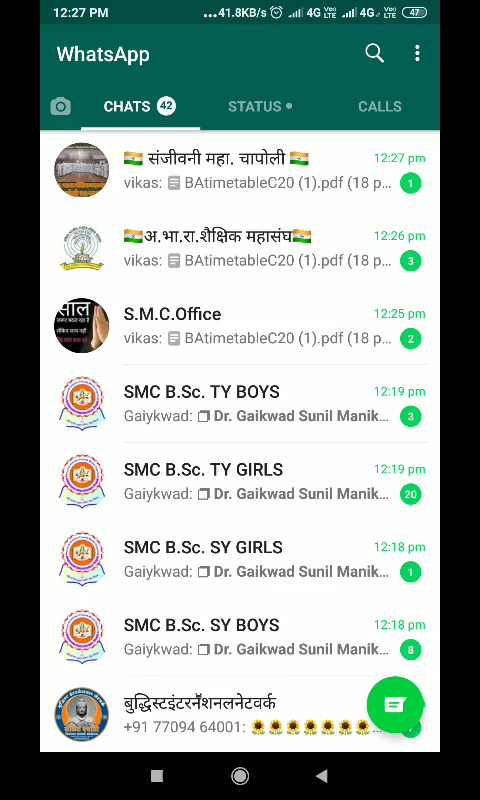 12:27 PM ...41.8KB/s 4G VoLTE 4G VoLTE 47
WhatsApp
CHATS 42 STATUS CALLS
🇮🇳 संजीवनी महा. चापोली 🇮🇳 12:27 pm
vikas: BAtimetableC20 (1).pdf (18 p... 1
🇮🇳अ.भा.रा.शैक्षिक महासंघ🇮🇳 12:26 pm
vikas: BAtimetableC20 (1).pdf (18 p... 3
साल
S.M.C.Office 12:25 pm
vikas: BAtimetableC20 (1).pdf (18 p... 2
SMC B.Sc. TY BOYS 12:19 pm
Gaiykwad: Dr. Gaikwad Sunil Manik... 3
SMC B.Sc. TY GIRLS 12:19 pm
Gaiykwad: Dr. Gaikwad Sunil Manik... 20
SMC B.Sc. SY GIRLS 12:18 pm
Gaiykwad: Dr. Gaikwad Sunil Manik... 1
SMC B.Sc. SY BOYS 12:18 pm
Gaiykwad: Dr. Gaikwad Sunil Manik... 8
बुद्धिस्टइंटरनॅशनलनेटवर्क
+91 77094 64001: 🌻🌻🌻🌻🌻🌻🌻...